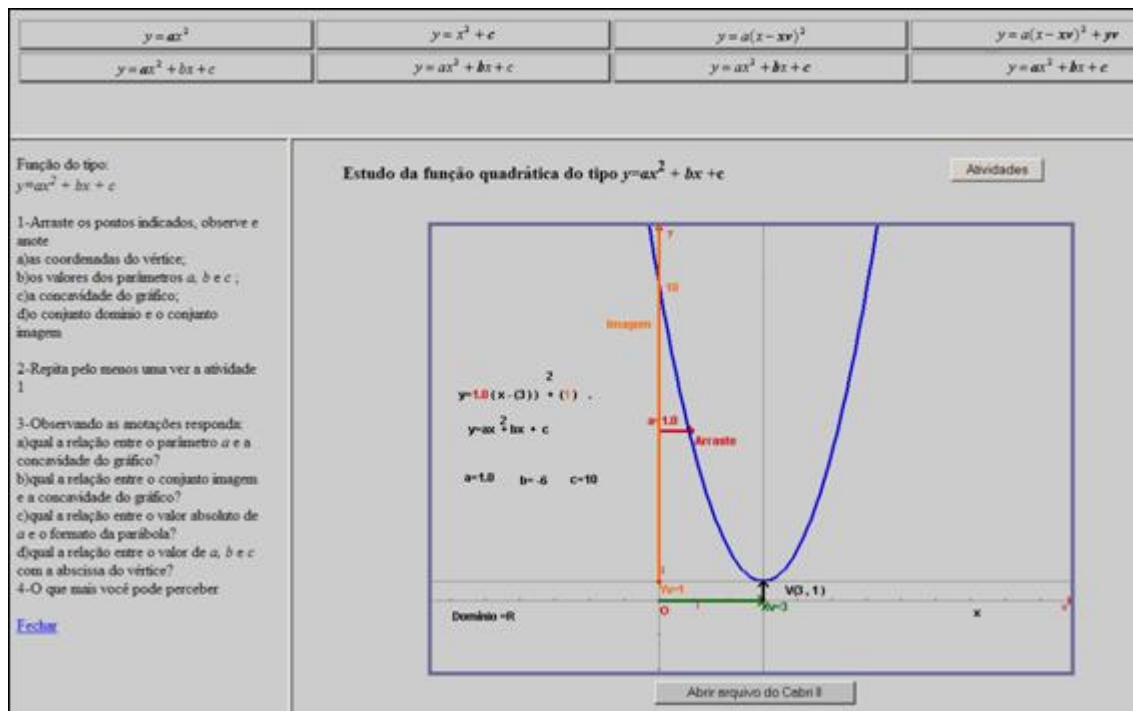 y = ax²
y = x² + c
y = a(x – xv)²
y = a(x – xv)² + yv
y = ax² + bx + c
y = ax² + bx + c
y = ax² + bx + c
y = ax² + bx + c
Função do tipo:
y=ax² + bx + c
1-Arraste os pontos indicados, observe e
anote
a)as coordenadas do vértice;
b)os valores dos parâmetros a, b e c ;
c)a concavidade do gráfico;
d)o conjunto domínio e o conjunto
imagem
2-Repita pelo menos uma vez a atividade
1
3-Observando as anotações responda:
a)qual a relação entre o parâmetro a e a
concavidade do gráfico?
b)qual a relação entre o conjunto imagem
e a concavidade do gráfico?
c)qual a relação entre o valor absoluto de
a e o formato da parábola?
d)qual a relação entre o valor de a, b e c
com a abscissa do vértice?
4-O que mais você pode perceber
Fechar
Estudo da função quadrática do tipo y=ax² + bx +c
Atividades
y
10
Imagem
y=1.0(x-(3))² + (1) .
y=ax²+bx + c
a=1.0 b= -6 c=10
a=1.0
Arraste
1
Yv=1
V(3, 1)
O
1
Xv=3
x
Domínio =R
Abrir arquivo do Cabri II